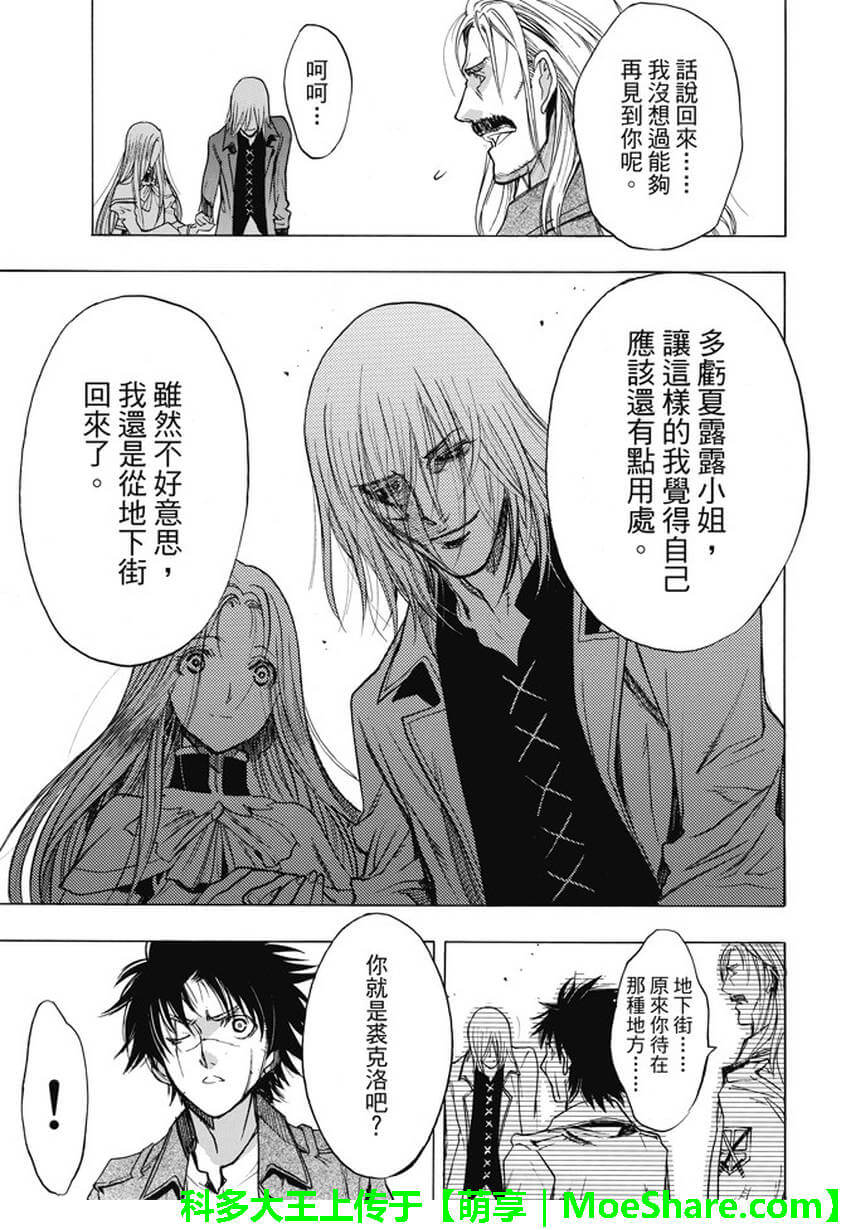 話說回來……
我沒想過能夠
再見到你呢。
呵呵…
多虧夏露露小姐，
讓這樣的我覺得自己
應該還有點用處。
雖然不好意思，
我還是從地下街
回來了。
地下街……
原來你待在
那種地方……
你就是裘克洛吧？
！
科多大王上传于【萌享｜MoeShare.com】